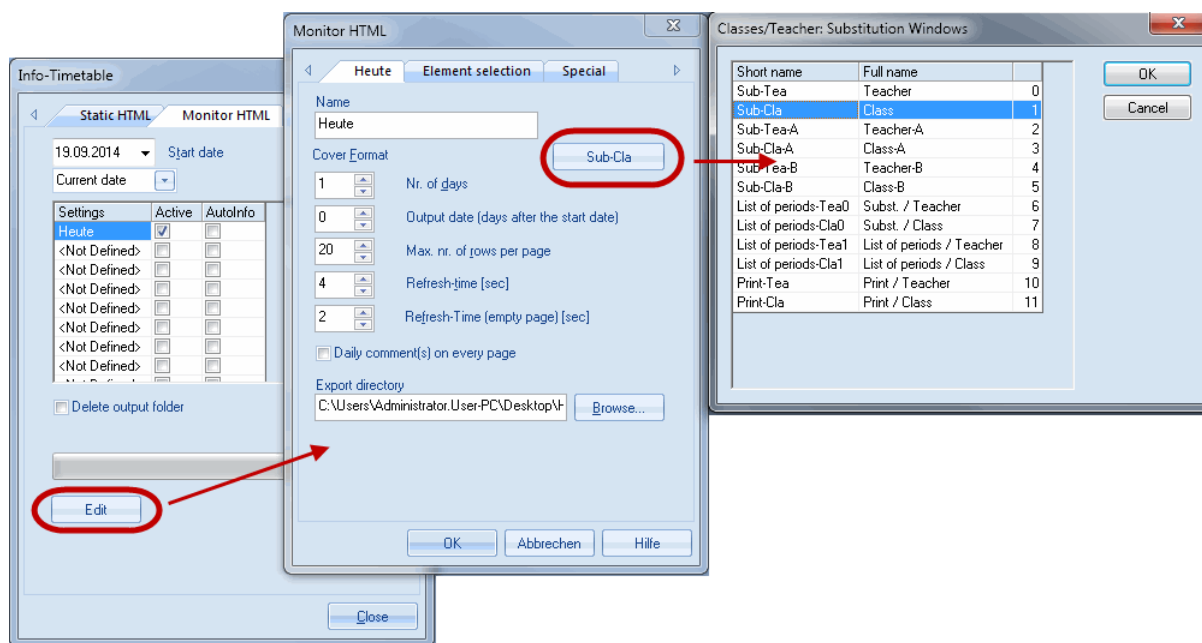 Info-Timetable
Static HTML
Monitor HTML
19.09.2014
Start date
Current date
Settings Active AutoInfo
Heute
<Not Defined>
<Not Defined>
<Not Defined>
<Not Defined>
<Not Defined>
<Not Defined>
<Not Defined>
Delete output folder
Edit
Close
Monitor HTML
Heute
Element selection
Special
Name
Heute
Cover Format
Sub-Cla
1 Nr. of days
0 Output date (days after the start date)
20 Max. nr. of rows per page
4 Refresh-time [sec]
2 Refresh-Time (empty page) [sec]
Daily comment(s) on every page
Export directory
C:\Users\Administrator.User-PC\Desktop\H
Browse...
OK
Abbrechen
Hilfe
Classes/Teacher: Substitution Windows
Short name Full name
Sub-Tea Teacher 0
Sub-Cla Class 1
Sub-Tea-A Teacher-A 2
Sub-Cla-A Class-A 3
Sub-Tea-B Teacher-B 4
Sub-Cla-B Class-B 5
List of periods-Tea0 Subst. / Teacher 6
List of periods-Cla0 Subst. / Class 7
List of periods-Tea1 List of periods / Teacher 8
List of periods-Cla1 List of periods / Class 9
Print-Tea Print / Teacher 10
Print-Cla Print / Class 11
OK
Cancel